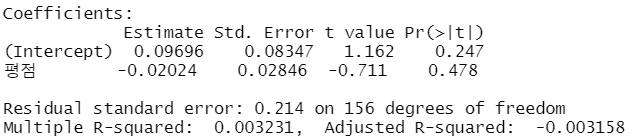 Coefficients:
Estimate Std. Error t value Pr(>|t|)
(Intercept) 0.09696 0.08347 1.162 0.247
평점 -0.02024 0.02846 -0.711 0.478
Residual standard error: 0.214 on 156 degrees of freedom
Multiple R-squared: 0.003231, Adjusted R-squared: -0.003158